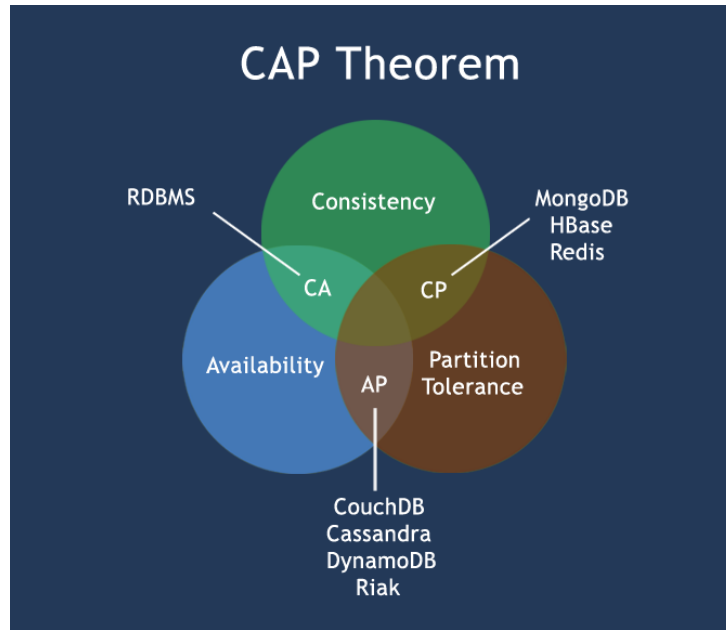 CAP Theorem
RDBMS
Consistency
MongoDB
HBase
Redis
CA
CP
Availability
Partition
Tolerance
AP
CouchDB
Cassandra
DynamoDB
Riak